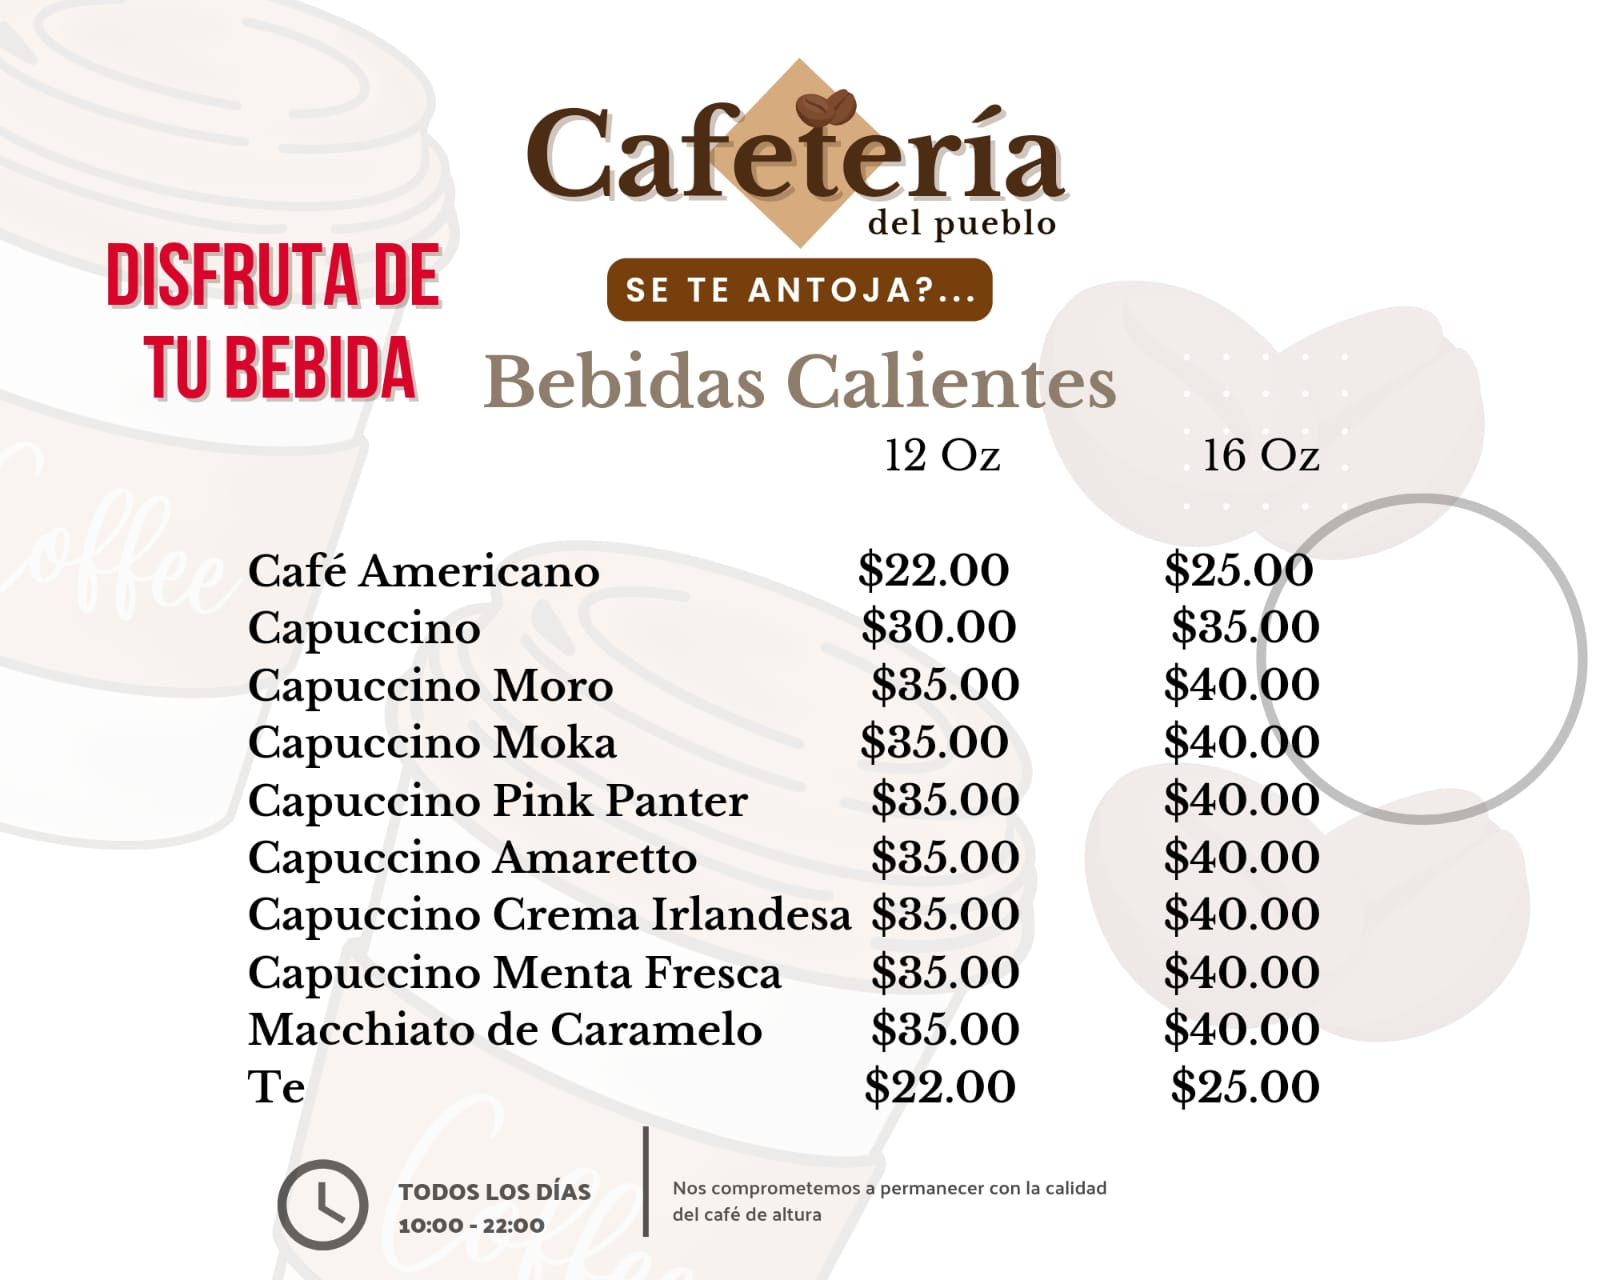 Cafetería
del pueblo
SE TE ANTOJA?...
DISFRUTA DE
TU BEBIDA
Bebidas Calientes
12 Oz 16 Oz
Café Americano $22.00 $25.00
Capuccino $30.00 $35.00
Capuccino Moro $35.00 $40.00
Capuccino Moka $35.00 $40.00
Capuccino Pink Panter $35.00 $40.00
Capuccino Amaretto $35.00 $40.00
Capuccino Crema Irlandesa $35.00 $40.00
Capuccino Menta Fresca $35.00 $40.00
Macchiato de Caramelo $35.00 $40.00
Te $22.00 $25.00
TODOS LOS DÍAS
10:00 - 22:00
Nos comprometemos a permanecer con la calidad
del café de altura
Coffee
Coffee